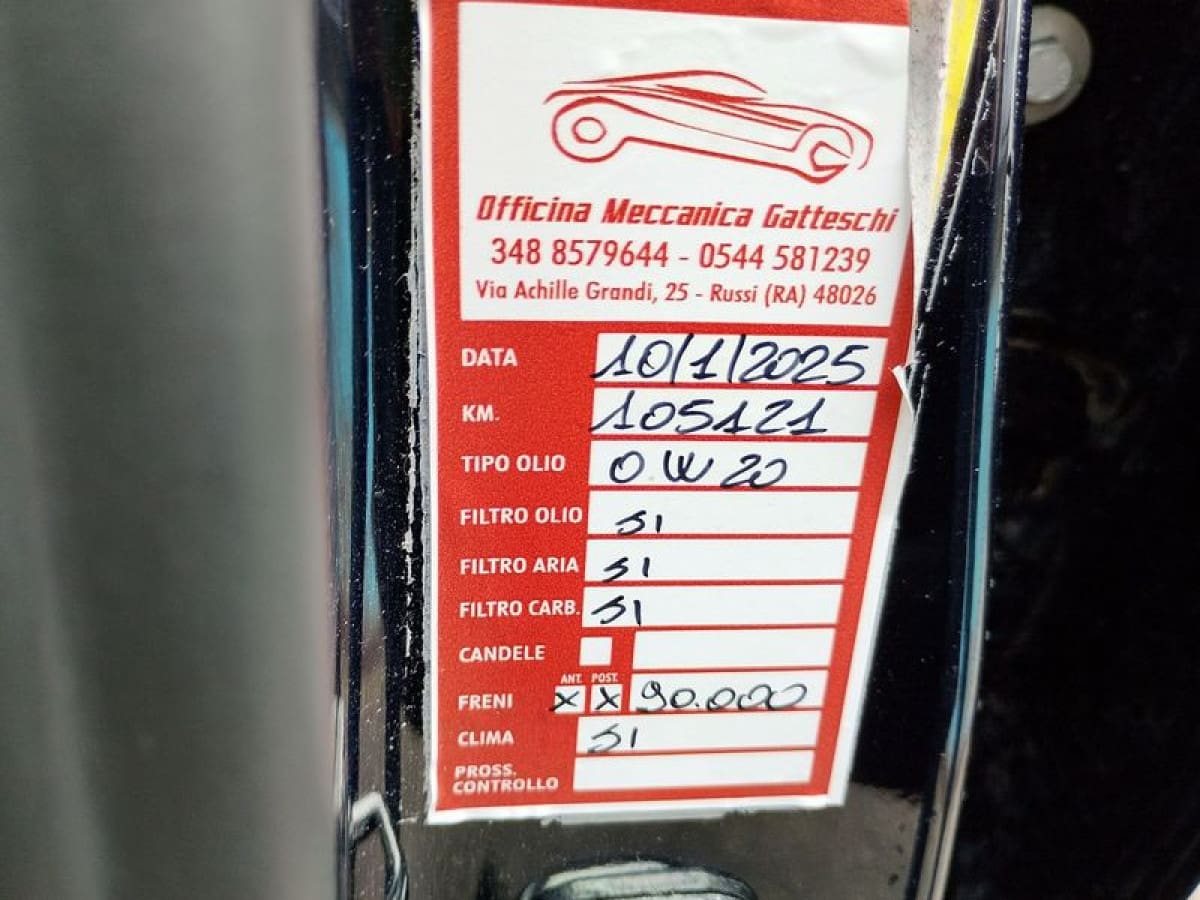 Officina Meccanica Gatteschi
348 8579644 - 0544 581239
Via Achille Grandi, 25 - Russi (RA) 48026
DATA 10/1/2025
KM. 105121
TIPO OLIO 0W20
FILTRO OLIO SI
FILTRO ARIA SI
FILTRO CARB. SI
CANDELE
ANT. POST.
FRENI X X 90.000
CLIMA SI
PROSS.
CONTROLLO